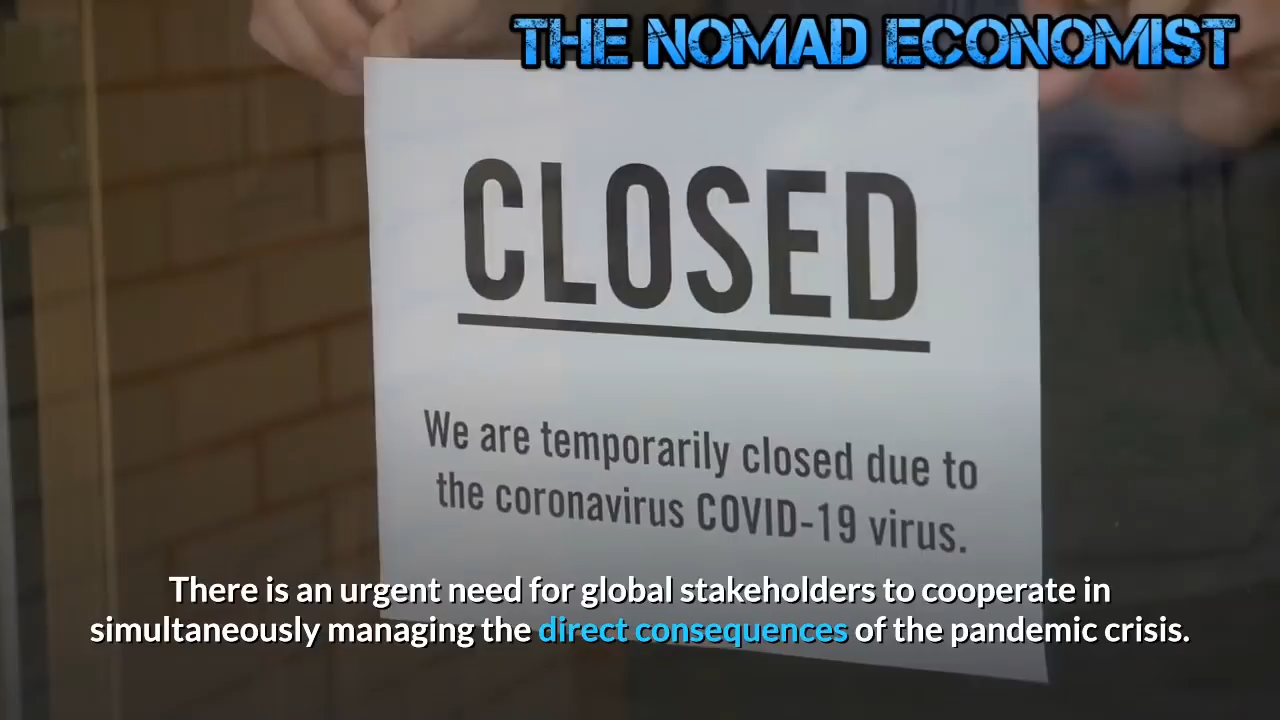 THE NOMAD ECONOMIST
CLOSED
We are temporarily closed due to
the coronavirus COVID-19 virus.
There is an urgent need for global stakeholders to cooperate in
simultaneously managing the direct consequences of the pandemic crisis.